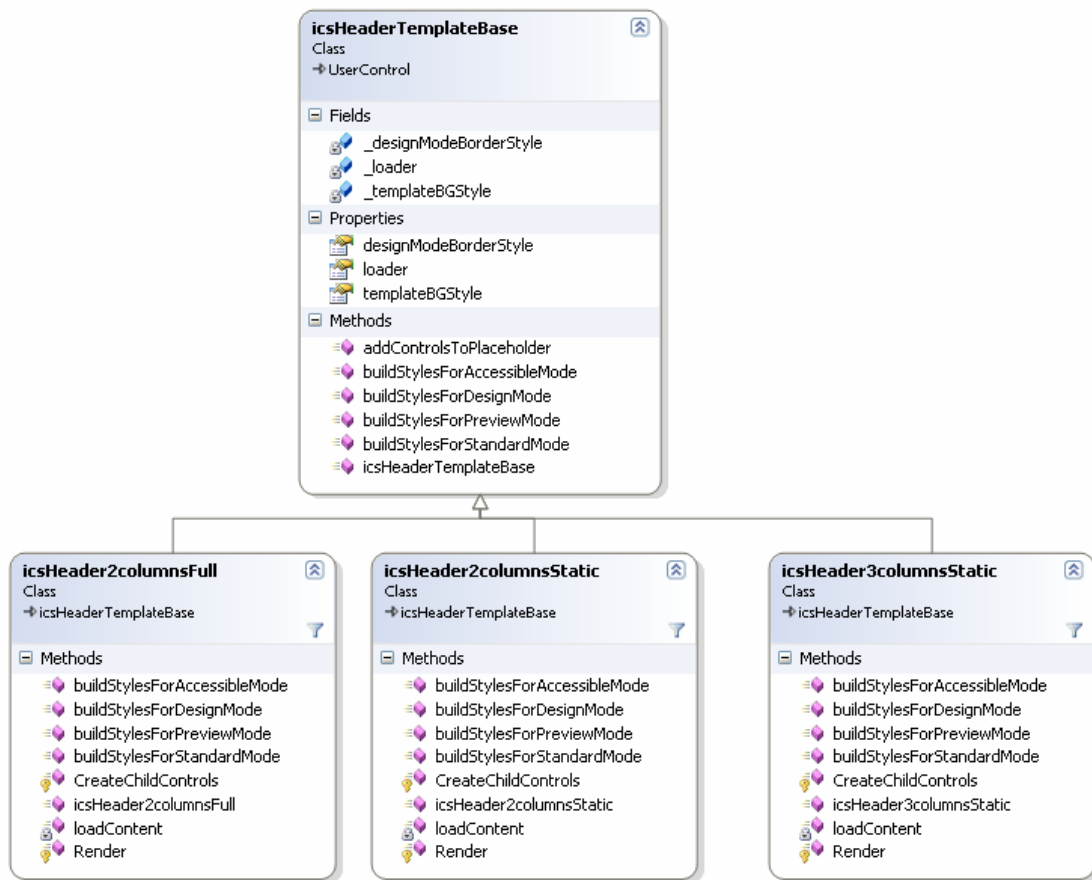 icsHeaderTemplateBase
Class
UserControl
Fields
_designModeBorderStyle
_loader
_templateBGStyle
Properties
designModeBorderStyle
loader
templateBGStyle
Methods
addControlsToPlaceholder
buildStylesForAccessibleMode
buildStylesForDesignMode
buildStylesForPreviewMode
buildStylesForStandardMode
icsHeaderTemplateBase
icsHeader2columnsFull
Class
icsHeaderTemplateBase
Methods
buildStylesForAccessibleMode
buildStylesForDesignMode
buildStylesForPreviewMode
buildStylesForStandardMode
CreateChildControls
icsHeader2columnsFull
loadContent
Render
icsHeader2columnsStatic
Class
icsHeaderTemplateBase
Methods
buildStylesForAccessibleMode
buildStylesForDesignMode
buildStylesForPreviewMode
buildStylesForStandardMode
CreateChildControls
icsHeader2columnsStatic
loadContent
Render
icsHeader3columnsStatic
Class
icsHeaderTemplateBase
Methods
buildStylesForAccessibleMode
buildStylesForDesignMode
buildStylesForPreviewMode
buildStylesForStandardMode
CreateChildControls
icsHeader3columnsStatic
loadContent
Render